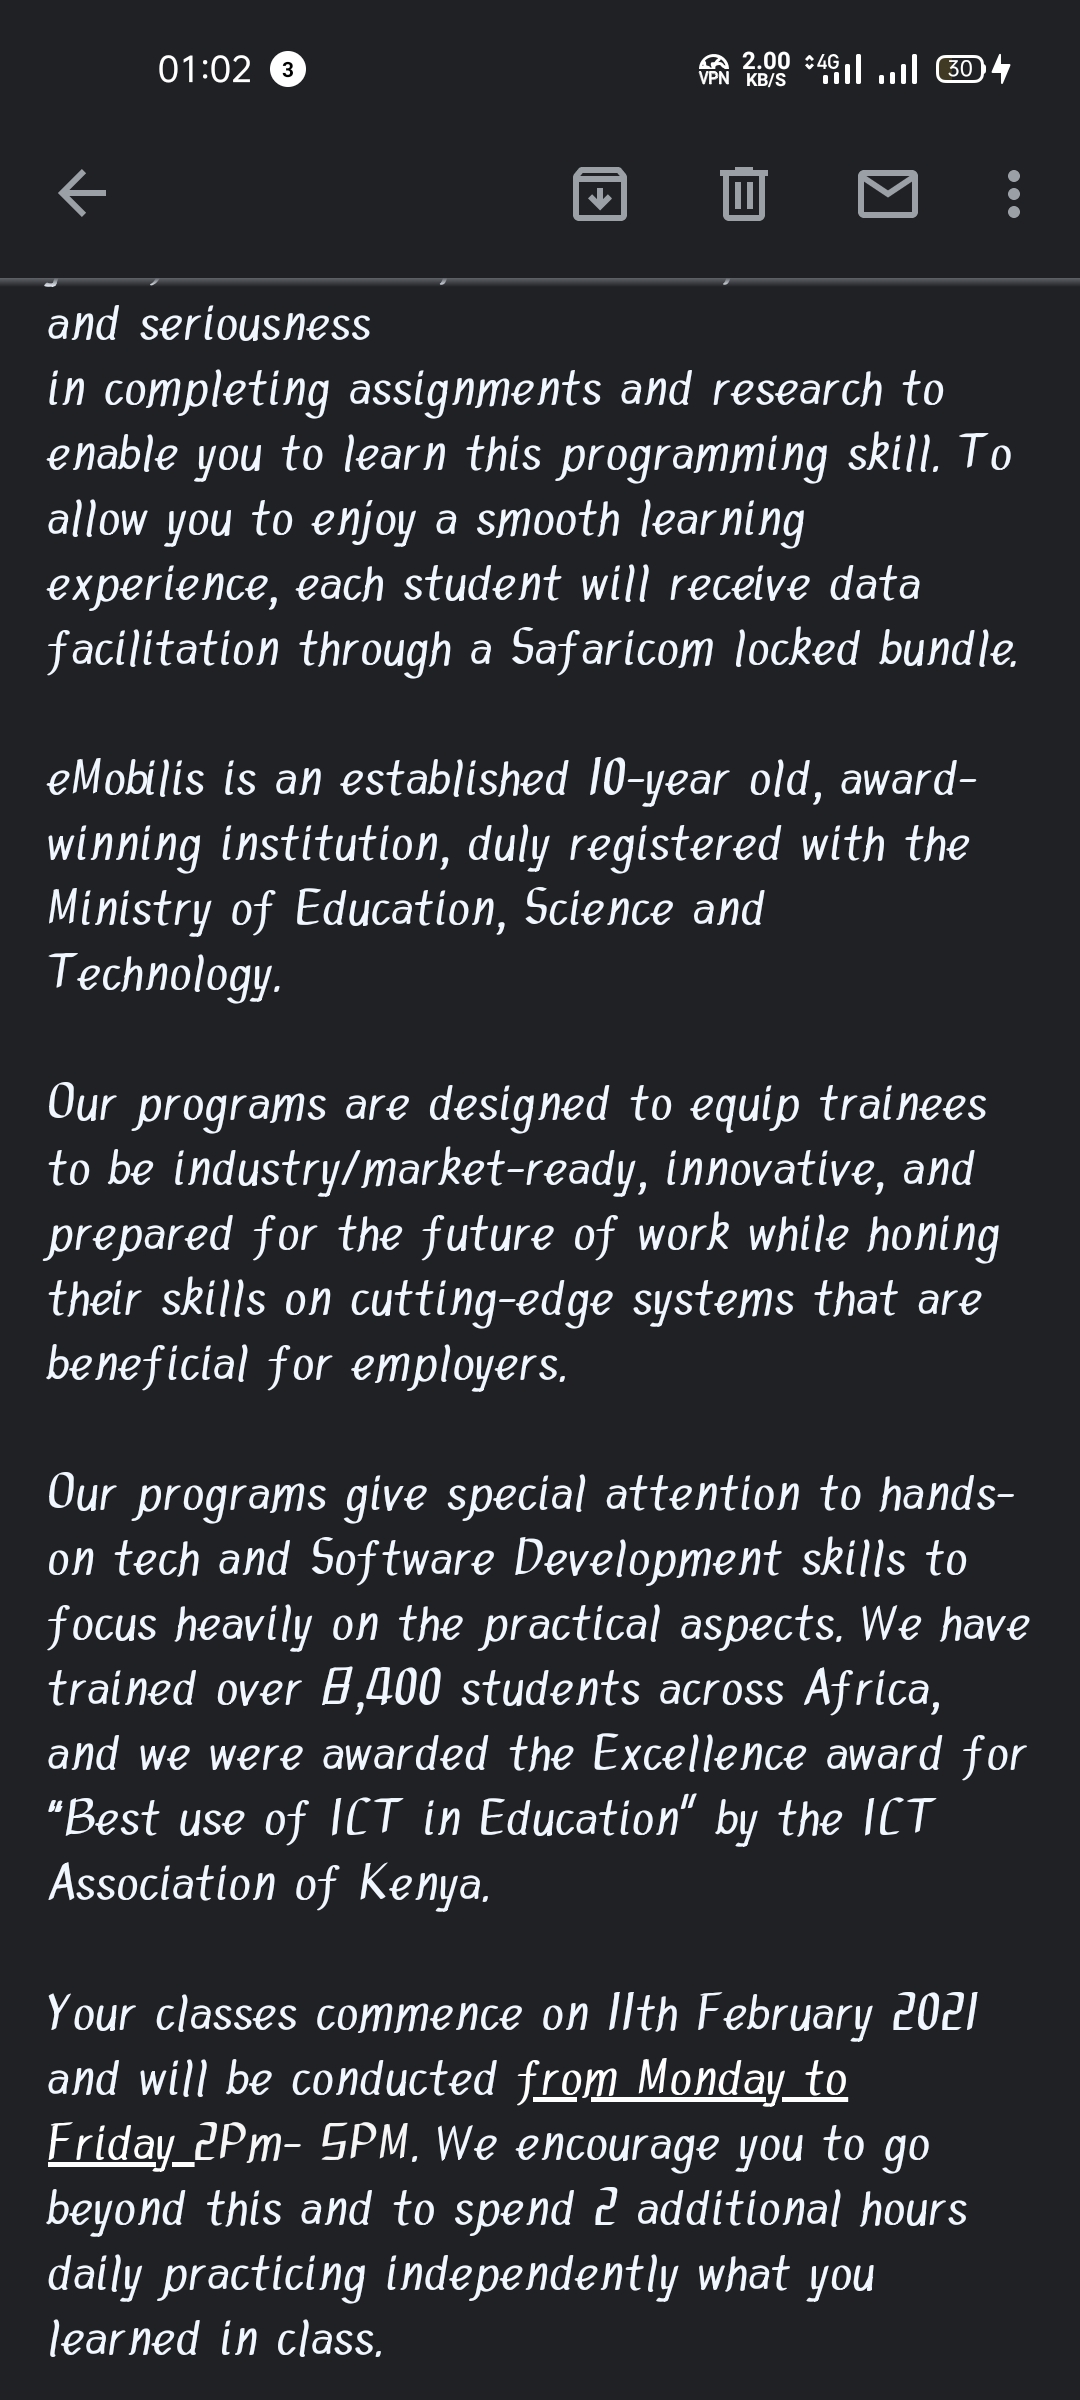 01:02 3 VPN 2.00 KB/S 4G 30
and seriousness
in completing assignments and research to
enable you to learn this programming skill. To
allow you to enjoy a smooth learning
experience, each student will receive data
facilitation through a Safaricom locked bundle.
eMobilis is an established 10-year old, award-
winning institution, duly registered with the
Ministry of Education, Science and
Technology.
Our programs are designed to equip trainees
to be industry/market-ready, innovative, and
prepared for the future of work while honing
their skills on cutting-edge systems that are
beneficial for employers.
Our programs give special attention to hands-
on tech and Software Development skills to
focus heavily on the practical aspects. We have
trained over 8,400 students across Africa,
and we were awarded the Excellence award for
"Best use of ICT in Education" by the ICT
Association of Kenya.
Your classes commence on 11th February 2021
and will be conducted from Monday to
Friday 2Pm- 5PM. We encourage you to go
beyond this and to spend 2 additional hours
daily practicing independently what you
learned in class.